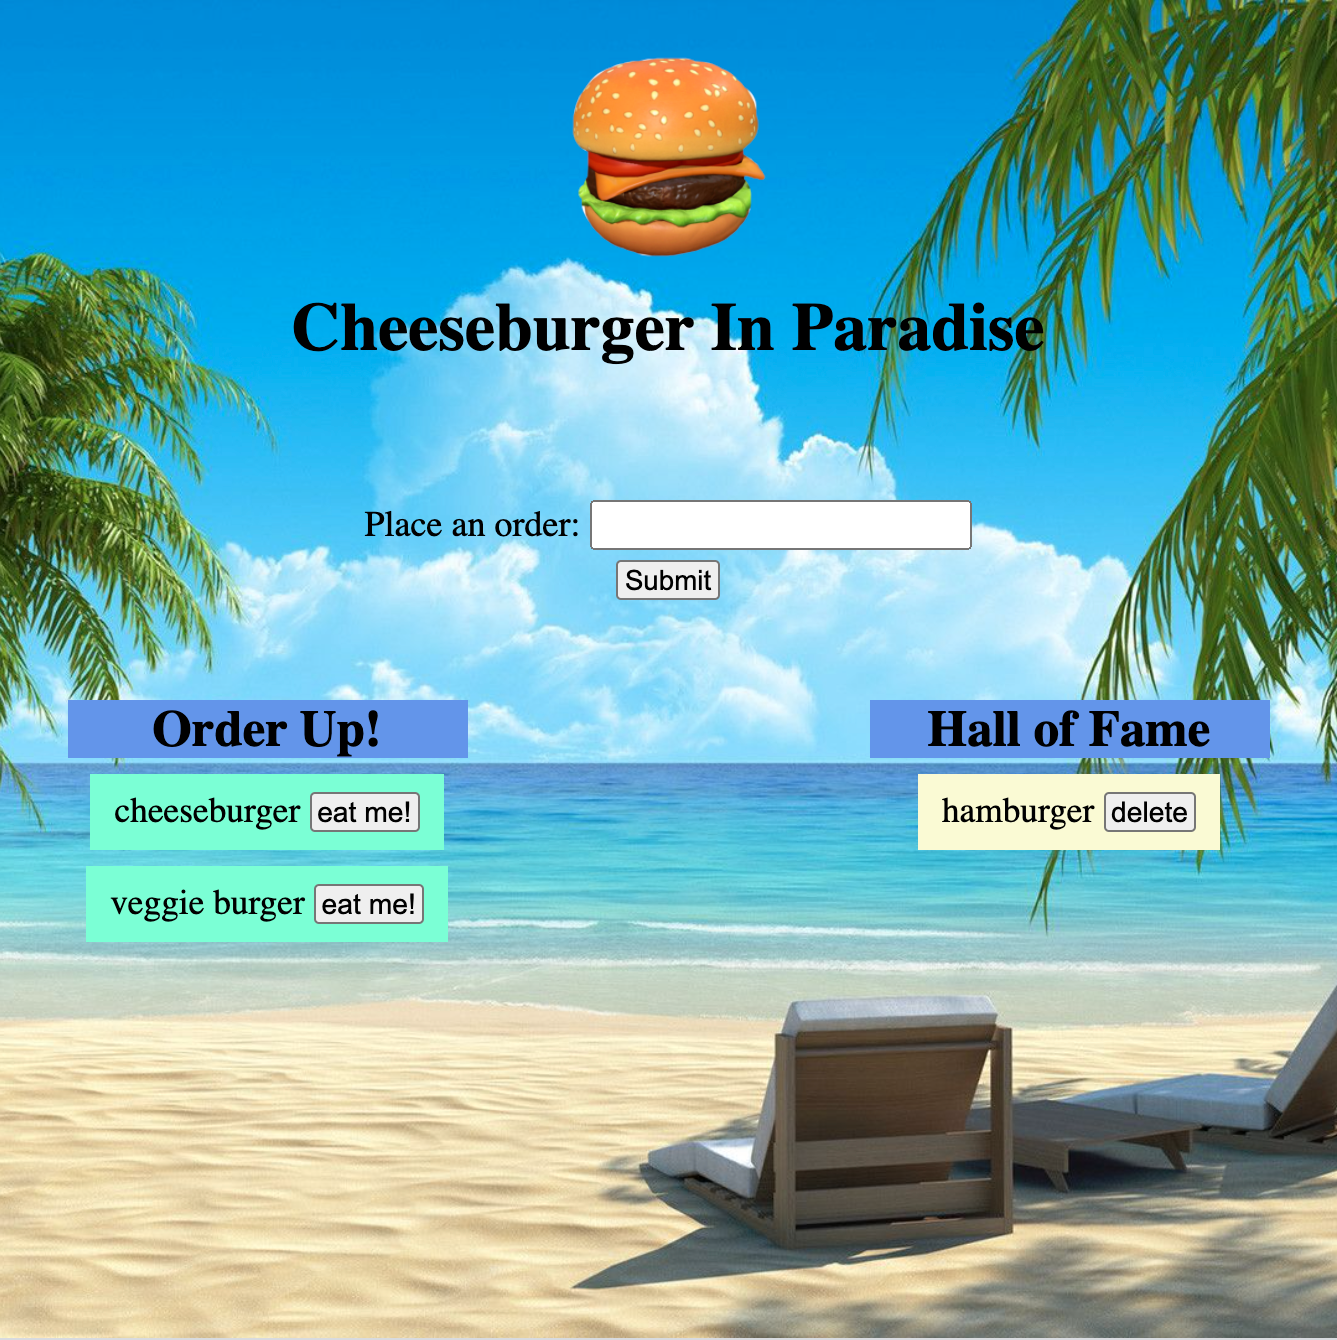 Cheeseburger In Paradise
Place an order:
Submit
Order Up!
cheeseburger eat me!
veggie burger eat me!
Hall of Fame
hamburger delete